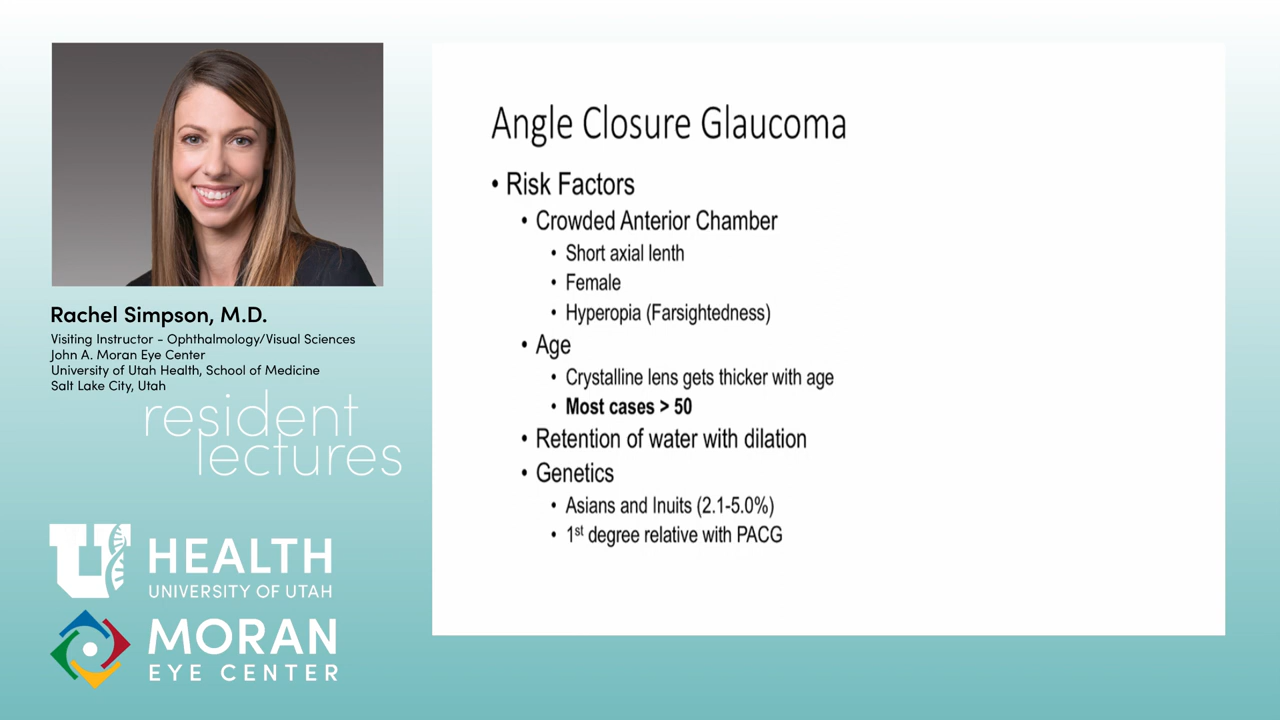 Rachel Simpson, M.D.
Visiting Instructor - Ophthalmology/Visual Sciences
John A. Moran Eye Center
University of Utah Health, School of Medicine
Salt Lake City, Utah
resident
lectures
U HEALTH
UNIVERSITY OF UTAH
MORAN
EYE CENTER
Angle Closure Glaucoma
• Risk Factors
• Crowded Anterior Chamber
• Short axial lenth
• Female
• Hyperopia (Farsightedness)
• Age
• Crystalline lens gets thicker with age
• Most cases > 50
• Retention of water with dilation
• Genetics
• Asians and Inuits (2.1-5.0%)
• 1st degree relative with PACG